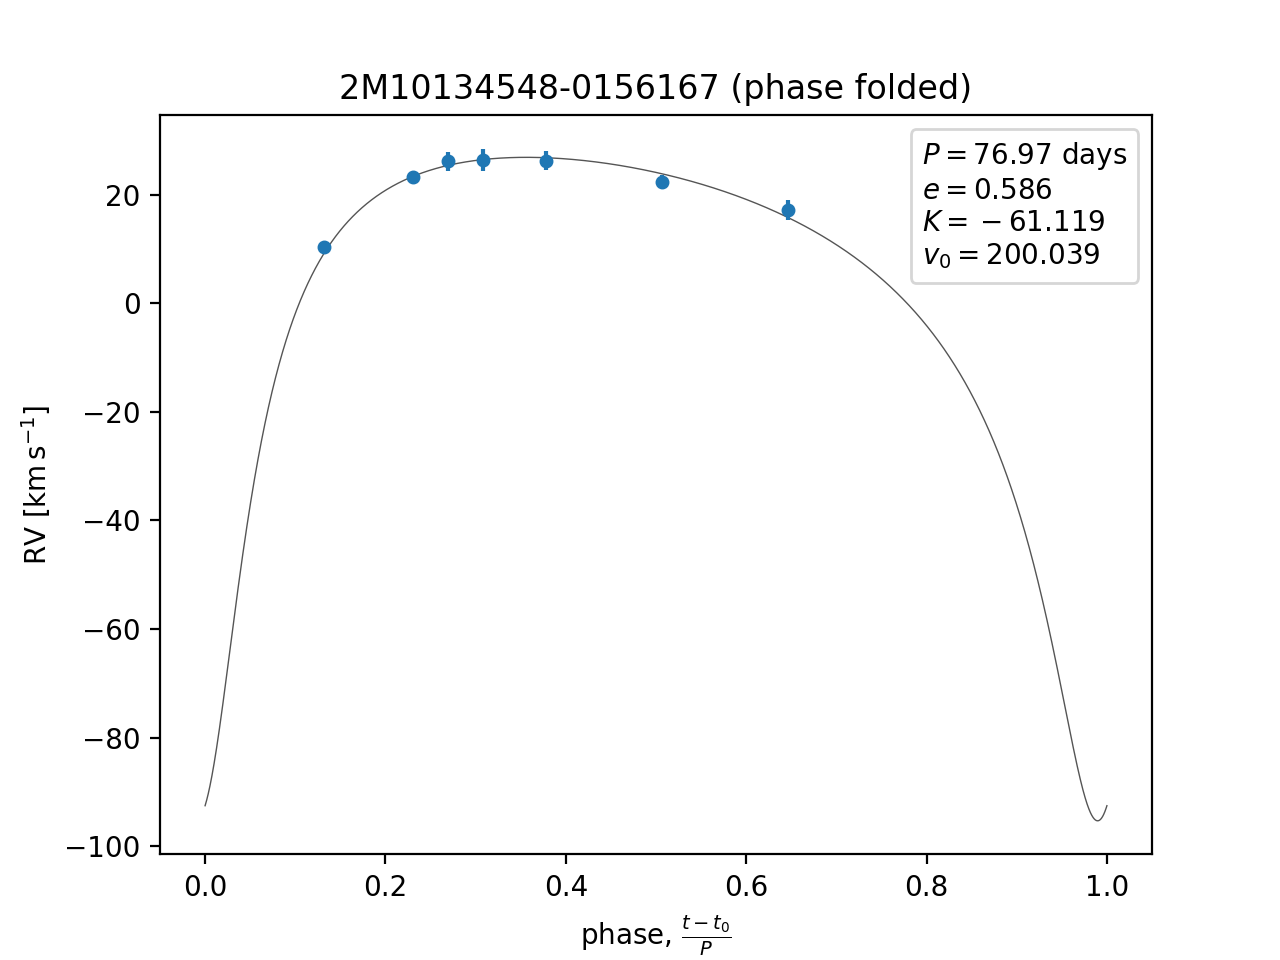 2M10134548-0156167 (phase folded)
P = 76.97 days
e = 0.586
K = −61.119
v₀ = 200.039
RV [km s⁻¹]
20
0
−20
−40
−60
−80
−100
0.0 0.2 0.4 0.6 0.8 1.0
phase, (t − t₀)/P